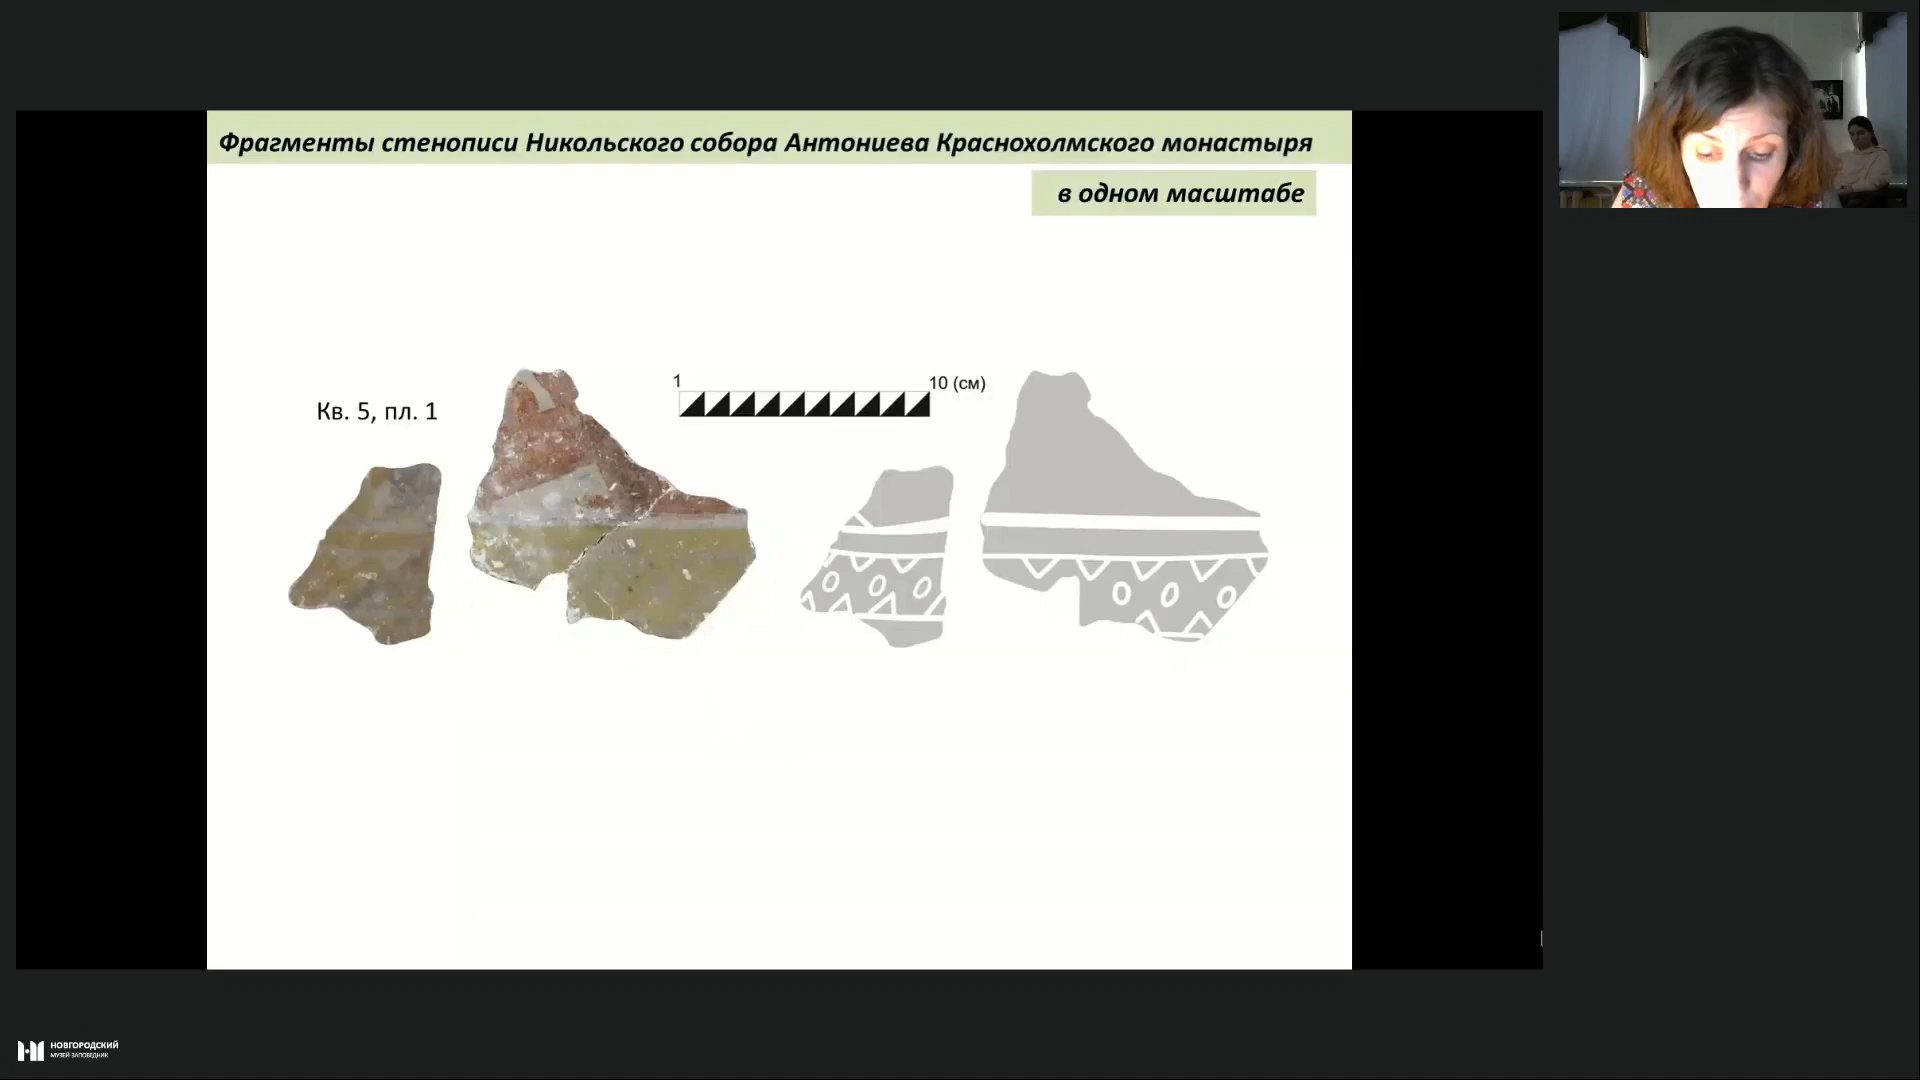 Фрагменты стенописи Никольского собора Антониева Краснохолмского монастыря
в одном масштабе
1
10 (см)
Кв. 5, пл. 1
НОВГОРОДСКИЙ
МУЗЕЙ-ЗАПОВЕДНИК